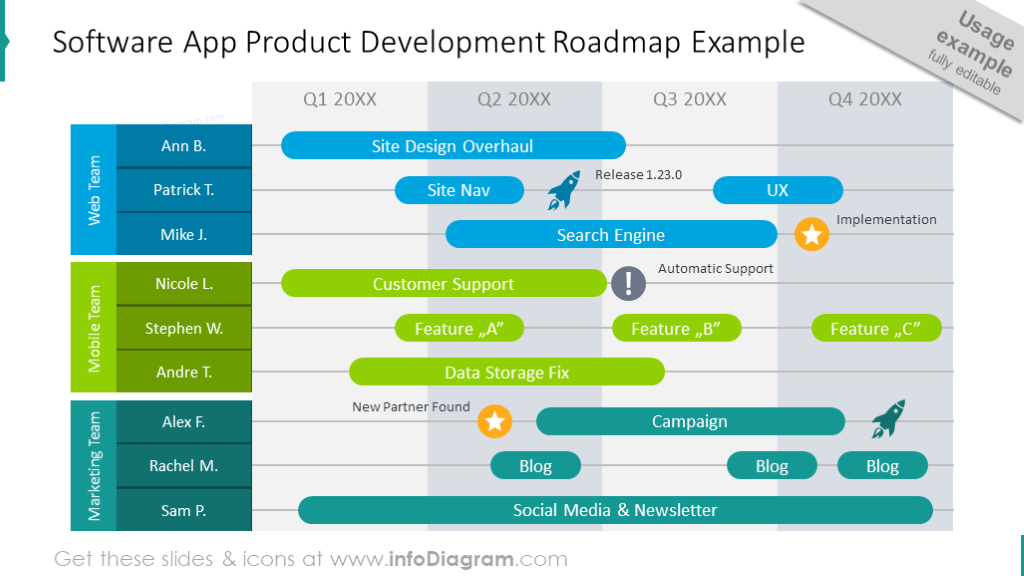 Software App Product Development Roadmap Example
Usage
example
fully editable
Q1 20XX
Q2 20XX
Q3 20XX
Q4 20XX
Web Team
Ann B.
Site Design Overhaul
Patrick T.
Site Nav
Release 1.23.0
UX
Mike J.
Search Engine
Implementation
Mobile Team
Nicole L.
Customer Support
!
Automatic Support
Stephen W.
Feature „A”
Feature „B”
Feature „C”
Andre T.
Data Storage Fix
Marketing Team
Alex F.
New Partner Found
Campaign
Rachel M.
Blog
Blog
Blog
Sam P.
Social Media & Newsletter
Get these slides & icons at www.infoDiagram.com